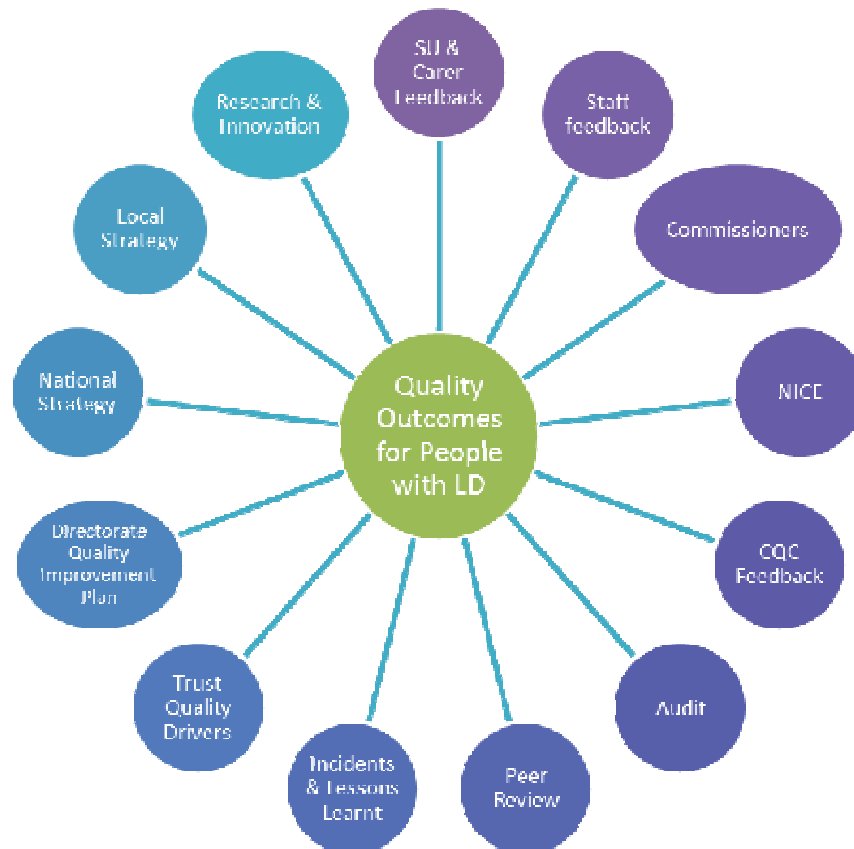 SU &
Carer
Feedback
Staff
feedback
Commissioners
NICE
CQC
Feedback
Audit
Peer
Review
Incidents
& Lessons
Learnt
Trust
Quality
Drivers
Directorate
Quality
Improvement
Plan
National
Strategy
Local
Strategy
Research &
Innovation
Quality
Outcomes
for People
with LD